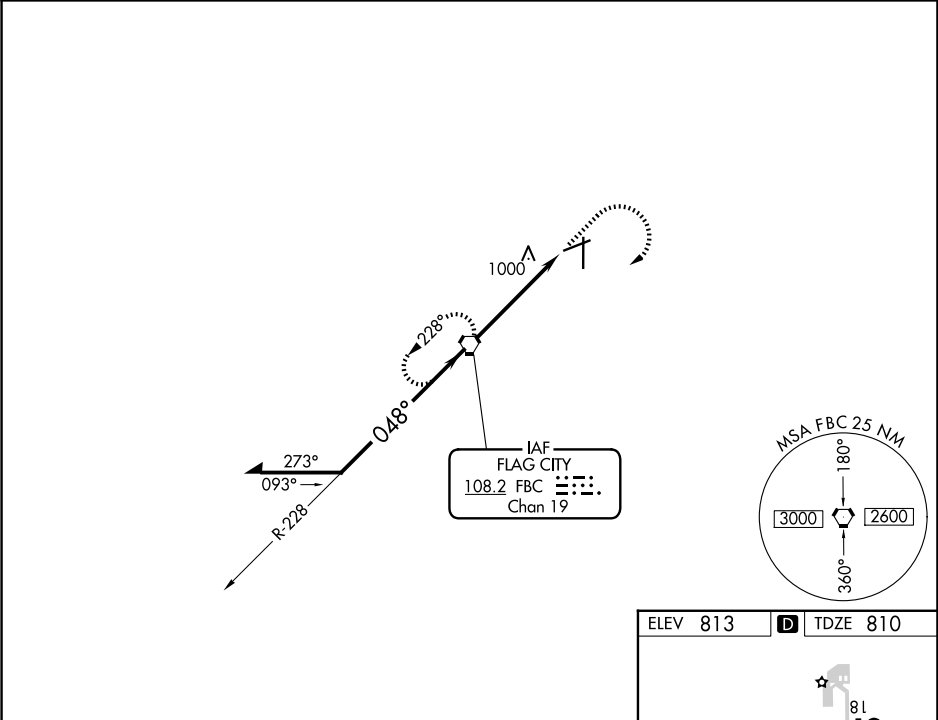 1000
228°
048°
273°
093°
R-228
IAF
FLAG CITY
108.2 FBC
Chan 19
MSA FBC 25 NM
180°
3000
2600
360°
ELEV 813 D TDZE 810
18